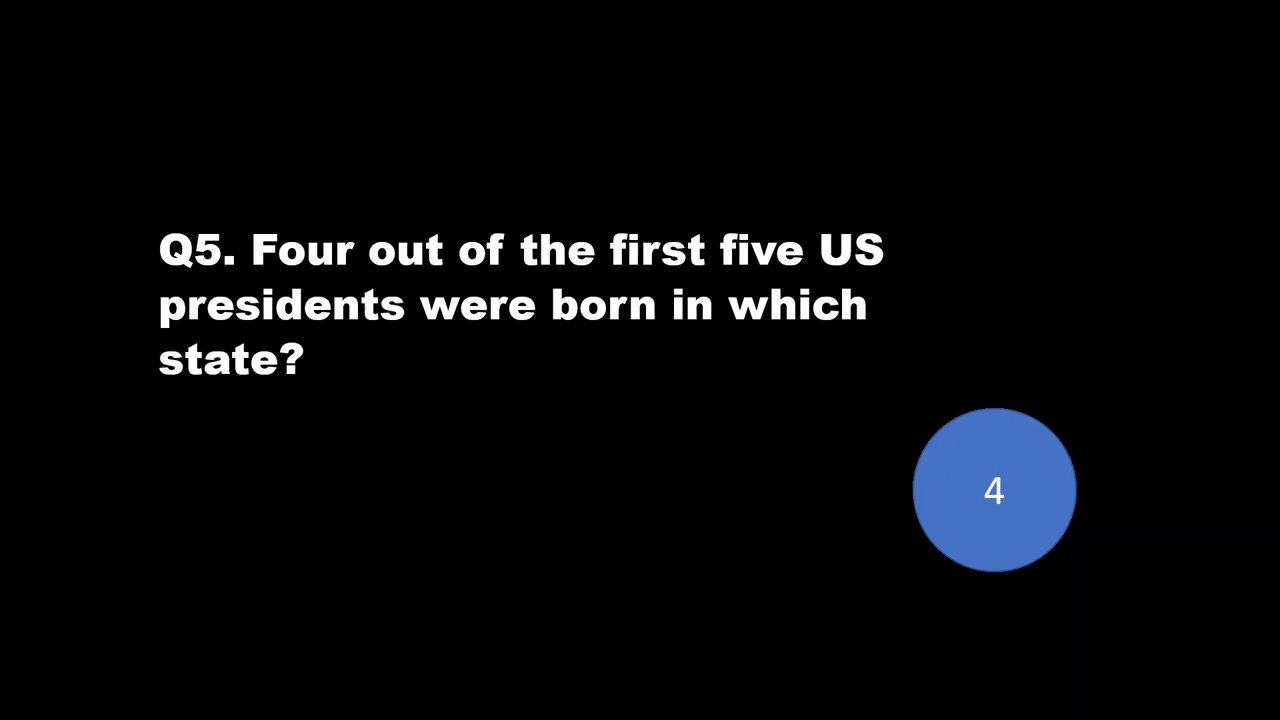 Q5. Four out of the first five US
presidents were born in which
state?
4